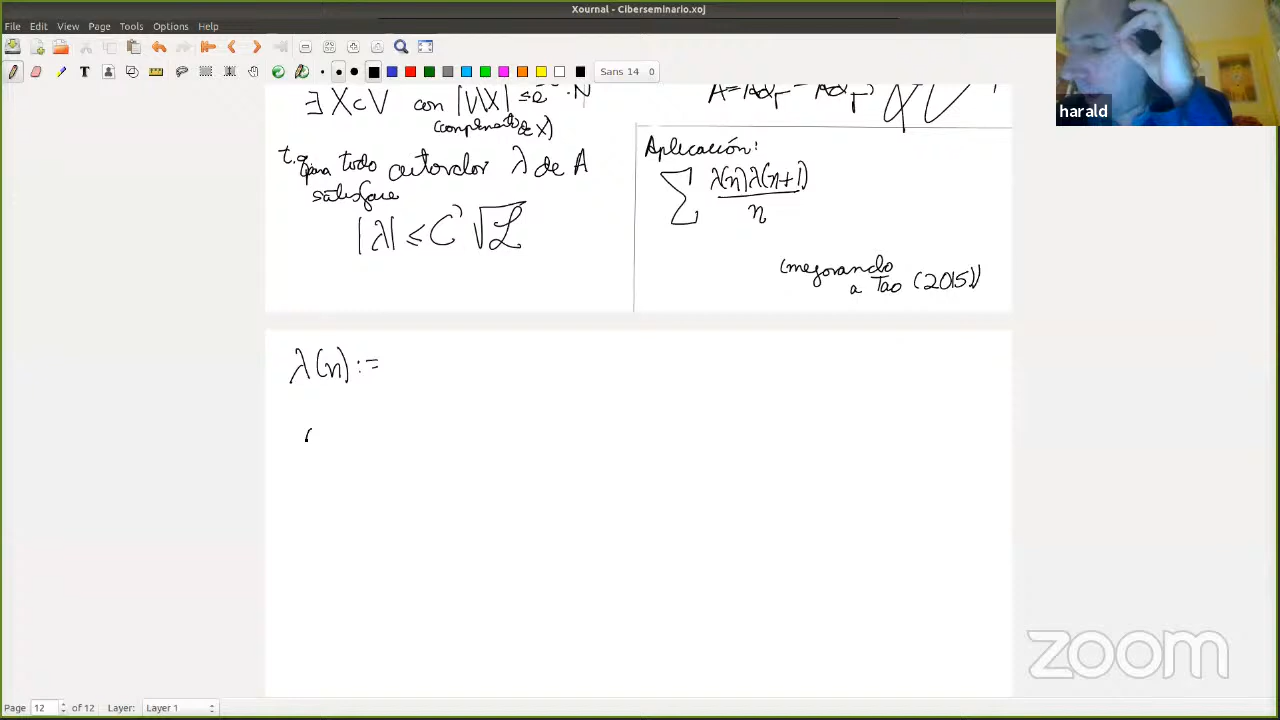 Xournal - Ciberseminario.xoj
File Edit View Page Tools Options Help
Sans 14 0
harald
∃ X⊂V con |V\X| ≤ e · N
(complemento de X)
t.q. para todo autovalor λ de A
satisface
|λ| ≤ C' √ℒ
Aplicación:
∑ λ(n)λ(n+1)
n
(mejorando
a Tao (2015))
λ(n) :=
zoom
Page 12 of 12 Layer: Layer 1